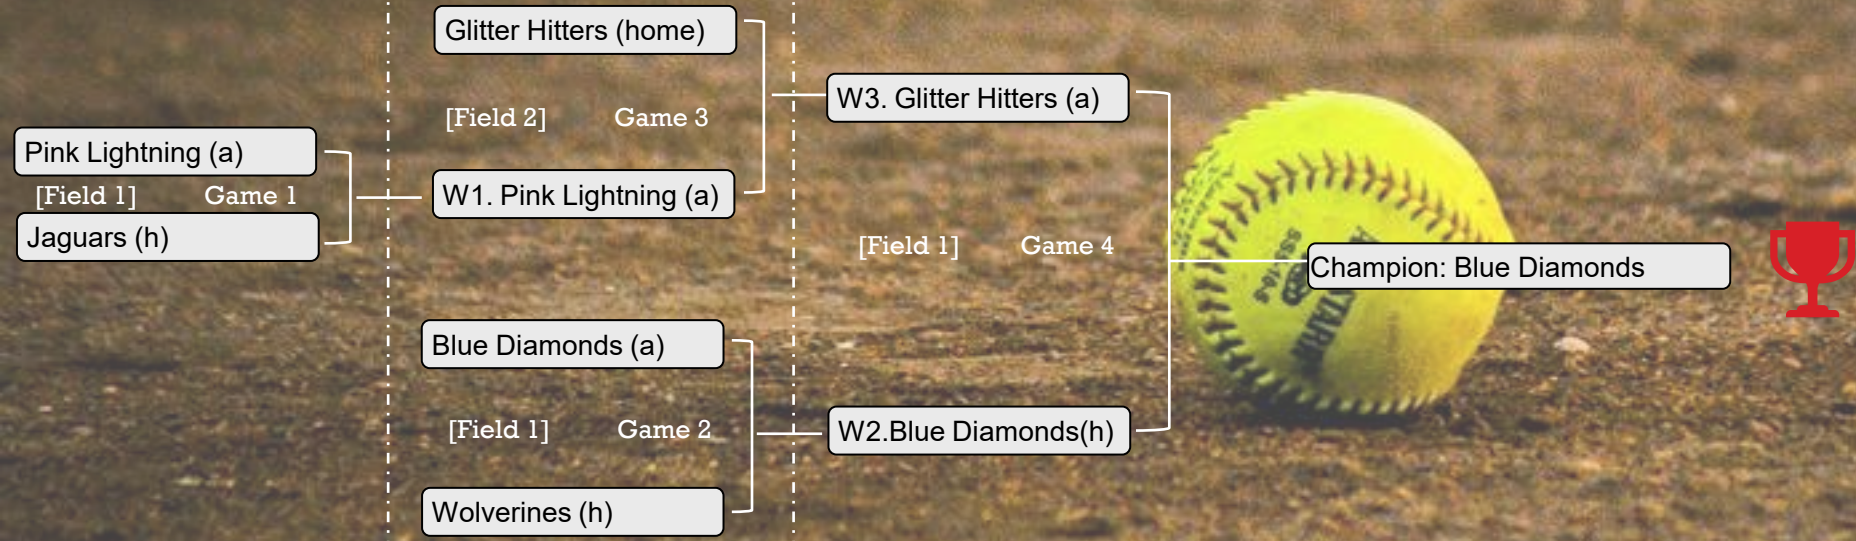 Pink Lightning (a)
[Field 1] Game 1
Jaguars (h)
Glitter Hitters (home)
[Field 2] Game 3
W1. Pink Lightning (a)
Blue Diamonds (a)
[Field 1] Game 2
Wolverines (h)
W3. Glitter Hitters (a)
[Field 1] Game 4
W2.Blue Diamonds(h)
Champion: Blue Diamonds